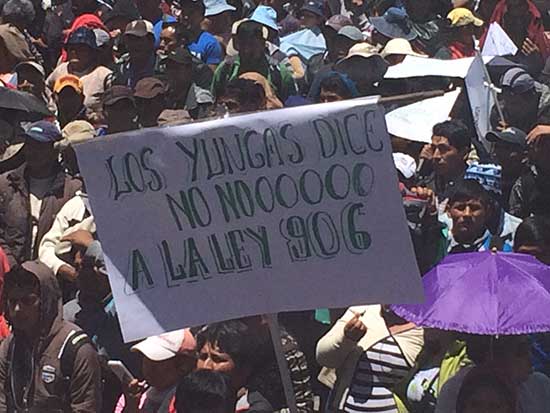 LOS YUNGAS DICE
NO NOOOOOO
A LA LEY 906